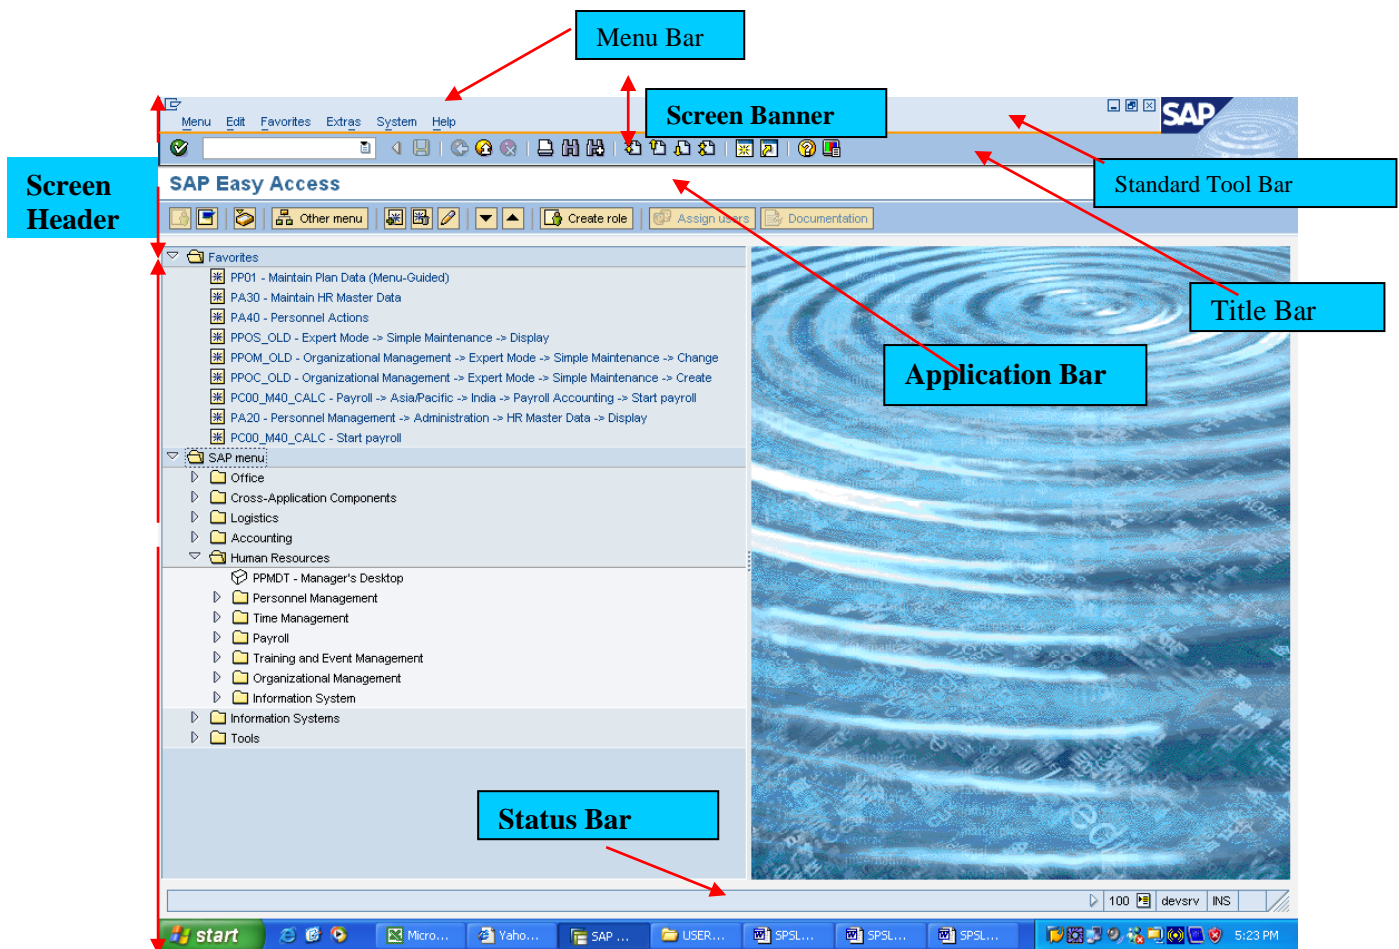 Menu Bar
Screen Banner
SAP
Menu Edit Favorites Extras System Help
Screen
Header
Standard Tool Bar
SAP Easy Access
Other menu Create role Assign users Documentation
Favorites
PP01 - Maintain Plan Data (Menu-Guided)
PA30 - Maintain HR Master Data
PA40 - Personnel Actions
Title Bar
PPOS_OLD - Expert Mode -> Simple Maintenance -> Display
PPOM_OLD - Organizational Management -> Expert Mode -> Simple Maintenance -> Change
PPOC_OLD - Organizational Management -> Expert Mode -> Simple Maintenance -> Create
Application Bar
PC00_M40_CALC - Payroll -> Asia/Pacific -> India -> Payroll Accounting -> Start payroll
PA20 - Personnel Management -> Administration -> HR Master Data -> Display
PC00_M40_CALC - Start payroll
SAP menu
Office
Cross-Application Components
Logistics
Accounting
Human Resources
PPMDT - Manager's Desktop
Personnel Management
Time Management
Payroll
Training and Event Management
Organizational Management
Information System
Information Systems
Tools
Status Bar
100 devsrv INS
start Micro... Yaho... SAP ... USER... SPSL... SPSL... SPSL... 5:23 PM